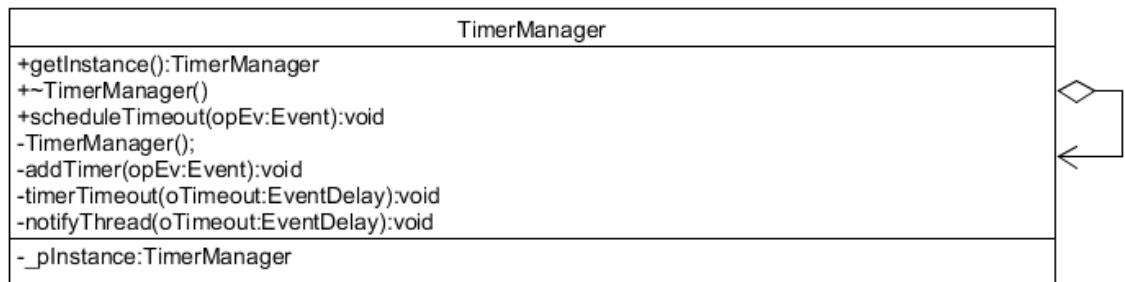 TimerManager
+getInstance():TimerManager
+~TimerManager()
+scheduleTimeout(opEv:Event):void
-TimerManager();
-addTimer(opEv:Event):void
-timerTimeout(oTimeout:EventDelay):void
-notifyThread(oTimeout:EventDelay):void
-_pInstance:TimerManager